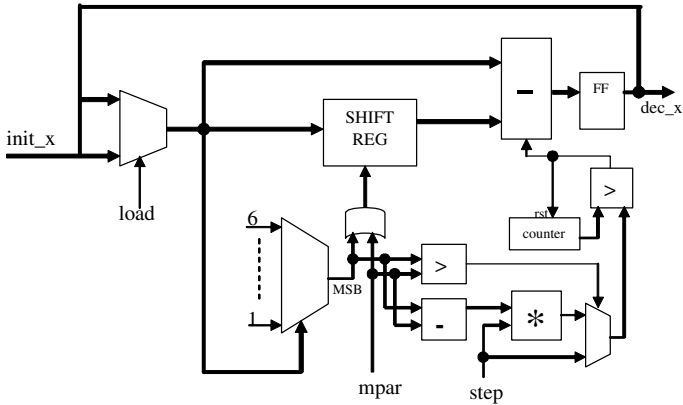 -
FF
dec_x
SHIFT
REG
init_x
>
load
rst
counter
6
MSB
>
1
-
*
mpar
step